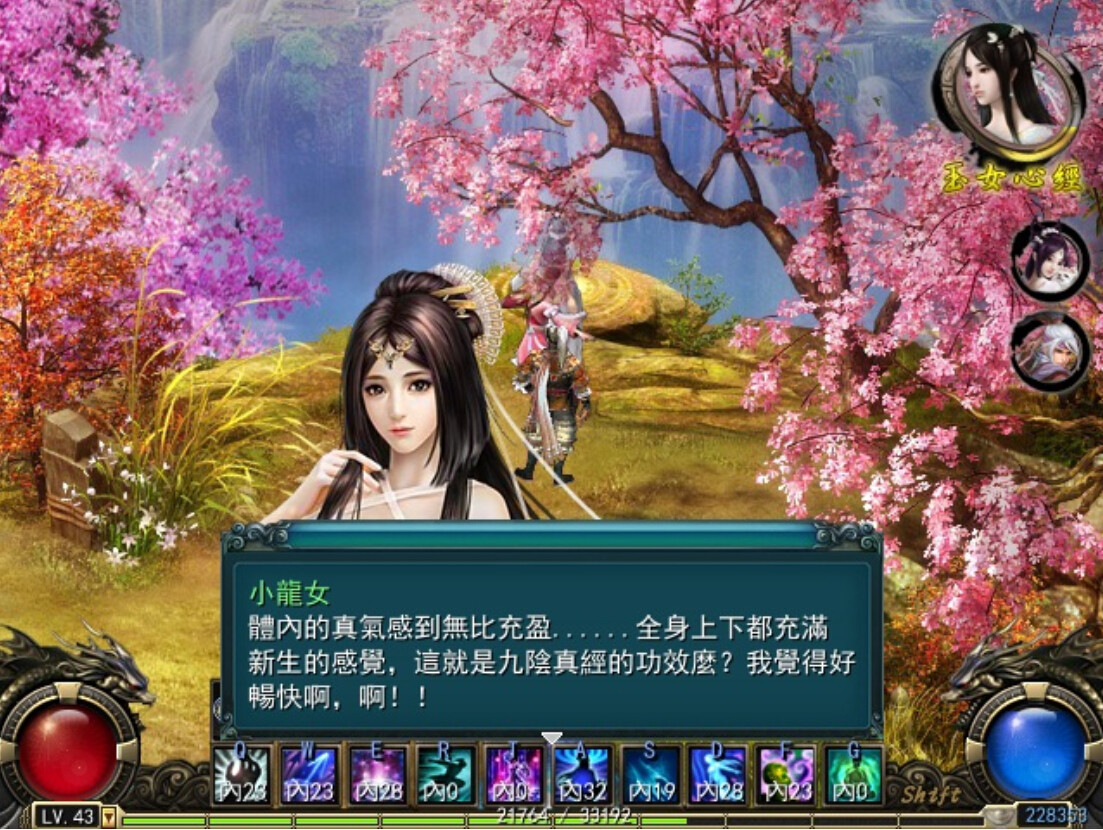 玉女心經
小龍女
體內的真氣感到無比充盈......全身上下都充滿
新生的感覺，這就是九陰真經的功效麼？我覺得好
暢快啊，啊！！
Q W E R T A S D F G
內23 內23 內28 內0 內0 內32 內19 內28 內23 內0
Shift
LV. 43
21764 / 33192
228353